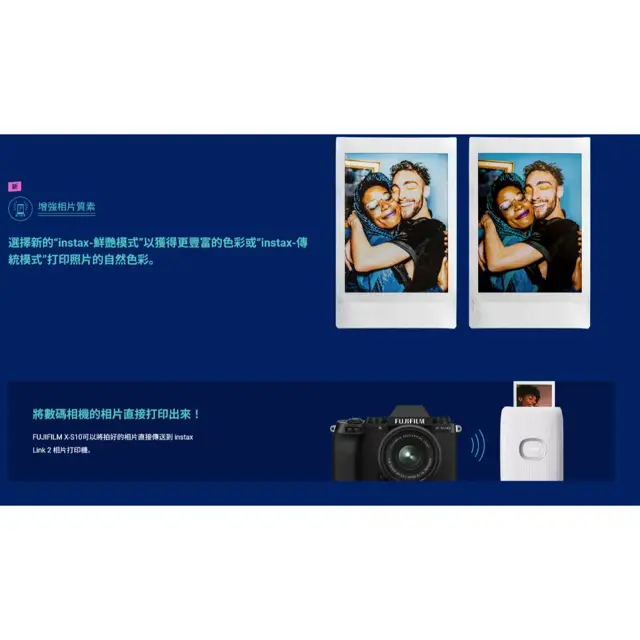 新
增強相片質素
選擇新的“instax-鮮艷模式”以獲得更豐富的色彩或“instax-傳
統模式”打印照片的自然色彩。
將數碼相機的相片直接打印出來！
FUJIFILM X-S10可以將拍好的相片直接傳送到 instax
Link 2 相片打印機。
FUJIFILM